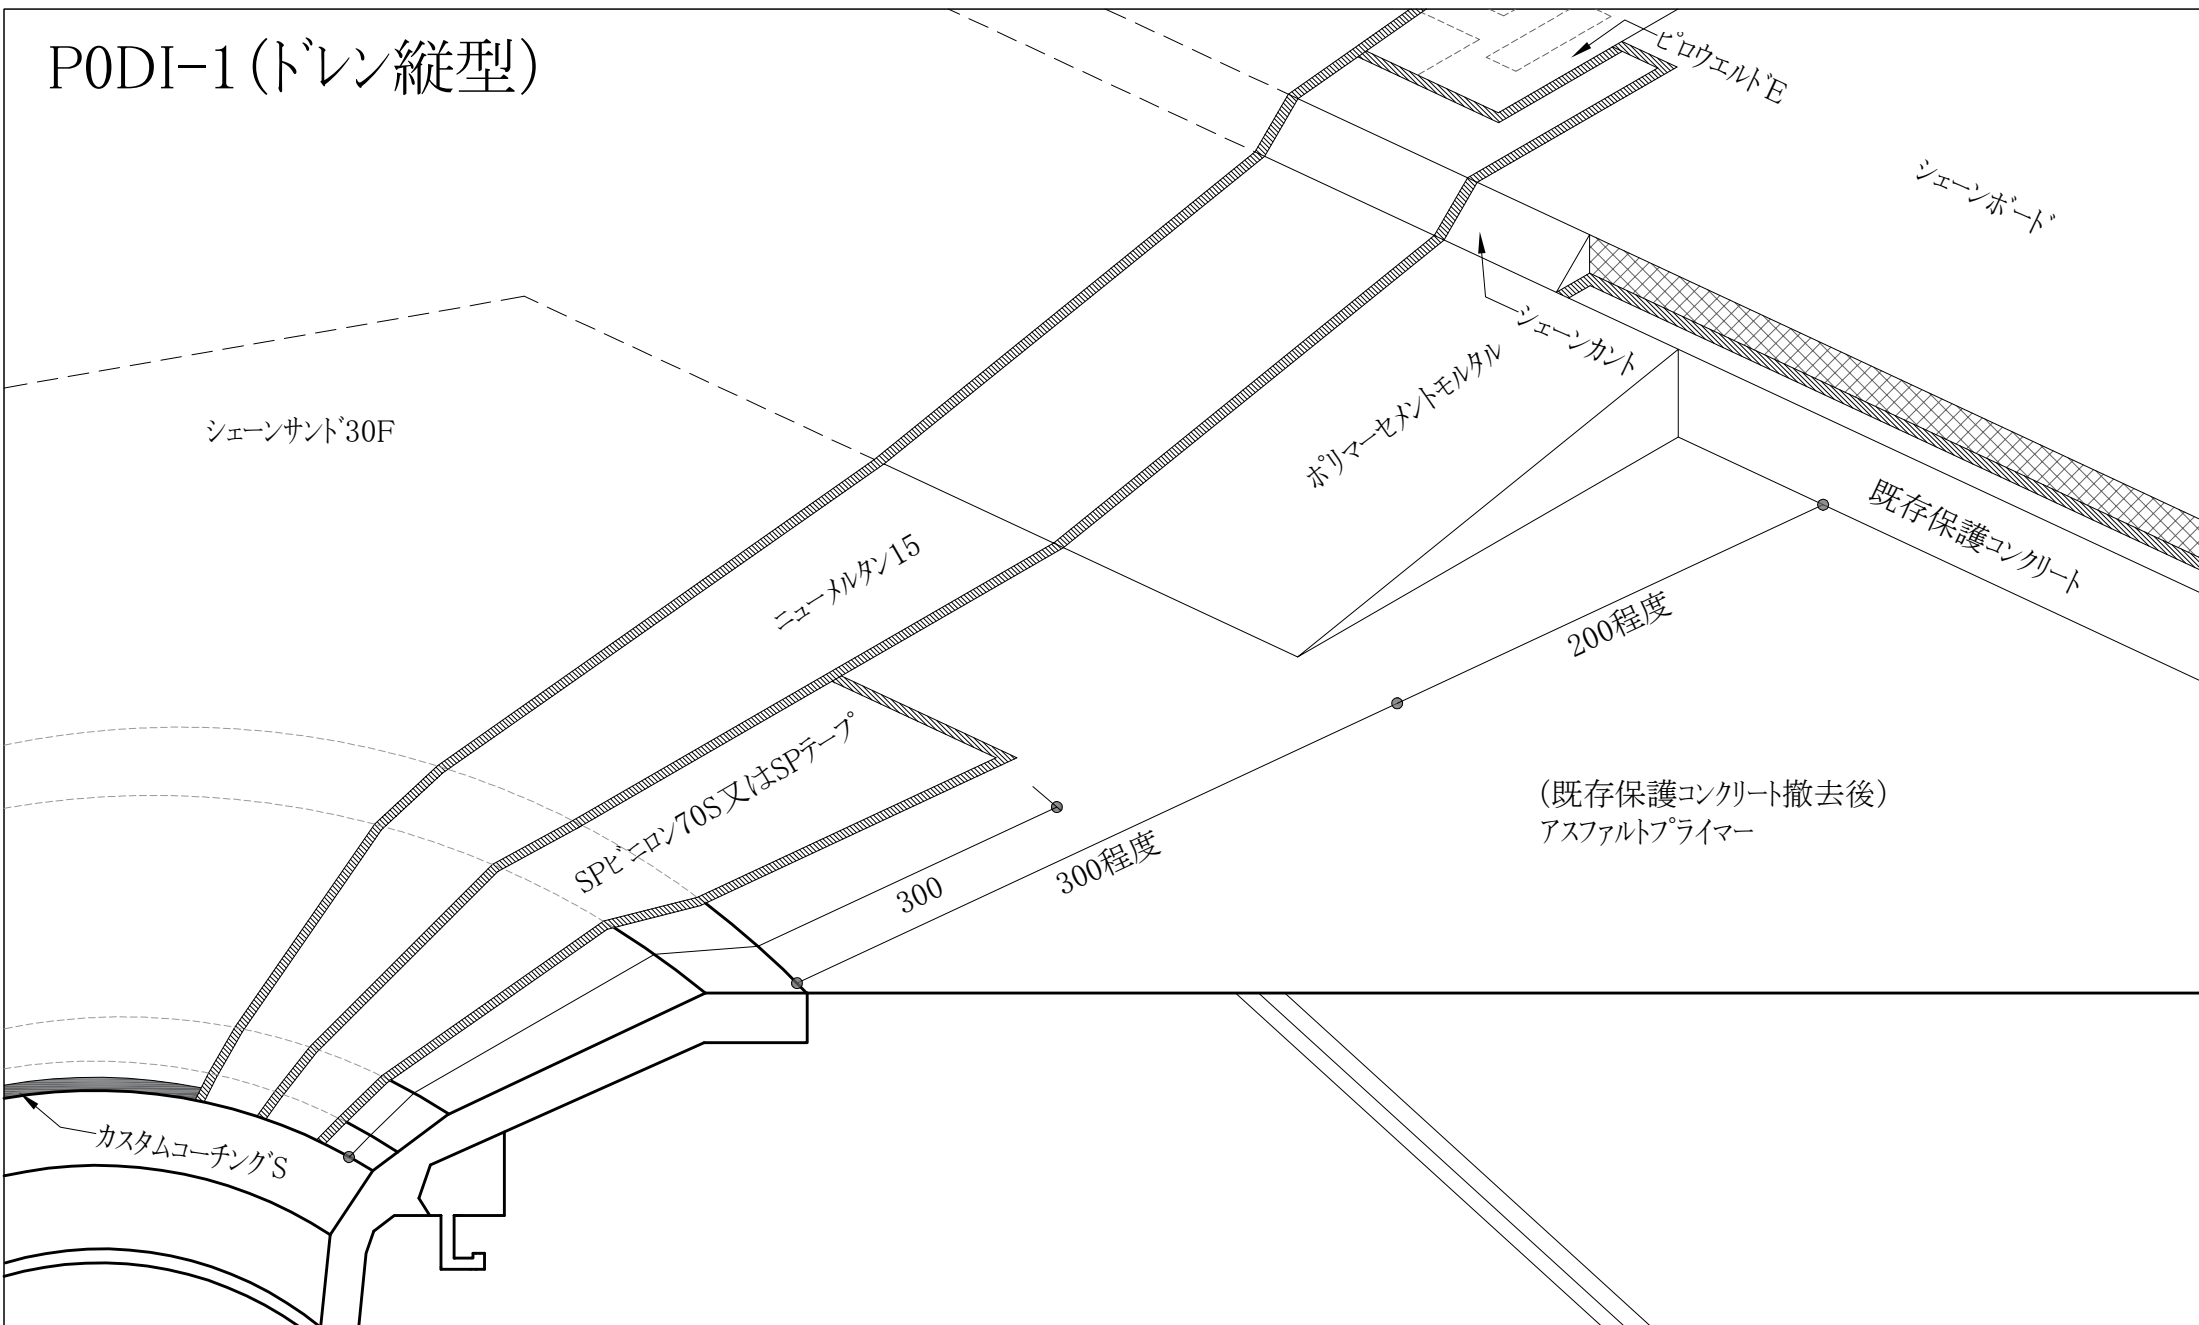 P0DI-1(ドレン縦型)
ピロウエルドE
シェーンボード
シェーンカント
シェーンサンド30F
ポリマーセメントモルタル
既存保護コンクリート
ニューメルタン15
200程度
SPビニロン70S又はSPテープ
300
300程度
(既存保護コンクリート撤去後)
アスファルトプライマー
カスタムコーチングS